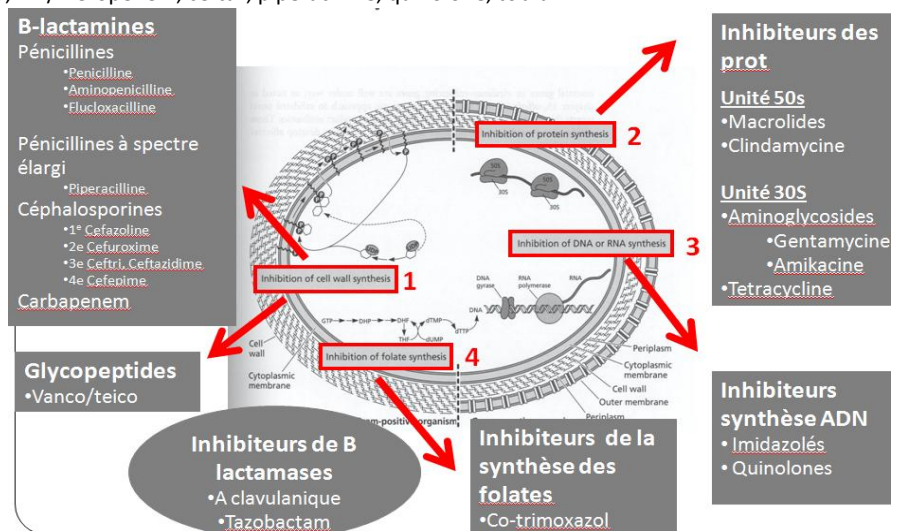 B-lactamines
Pénicillines
•Penicilline
•Aminopenicilline
•Flucloxacilline
Pénicillines à spectre
élargi
•Piperacilline
Céphalosporines
•1e Cefazoline
•2e Cefuroxime
•3e Ceftri, Ceftazidime
•4e Cefepime
Carbapenem
Glycopeptides
•Vanco/teico
Inhibiteurs de B
lactamases
•A clavulanique
•Tazobactam
Inhibiteurs de la
synthèse des
folates
•Co-trimoxazol
Inhibiteurs des
prot
Unité 50s
•Macrolides
•Clindamycine
Unité 30S
•Aminoglycosides
•Gentamycine
•Amikacine
•Tetracycline
Inhibiteurs
synthèse ADN
• Imidazolés
• Quinolones
Inhibition of protein synthesis
2
50S
50S
30S
30S
Inhibition of DNA or RNA synthesis
3
Inhibition of cell wall synthesis
1
DNA
gyrase
RNA
polymerase
RNA
DNA
GTP
DHP
DHF
dTMP
dTTP
THF
dUMP
Inhibition of folate synthesis
4
Cell
wall
Cytoplasmic
membrane
Periplasm
Cytoplasmic
membrane
Cell wall
Outer membrane
Periplasm
-positive organism